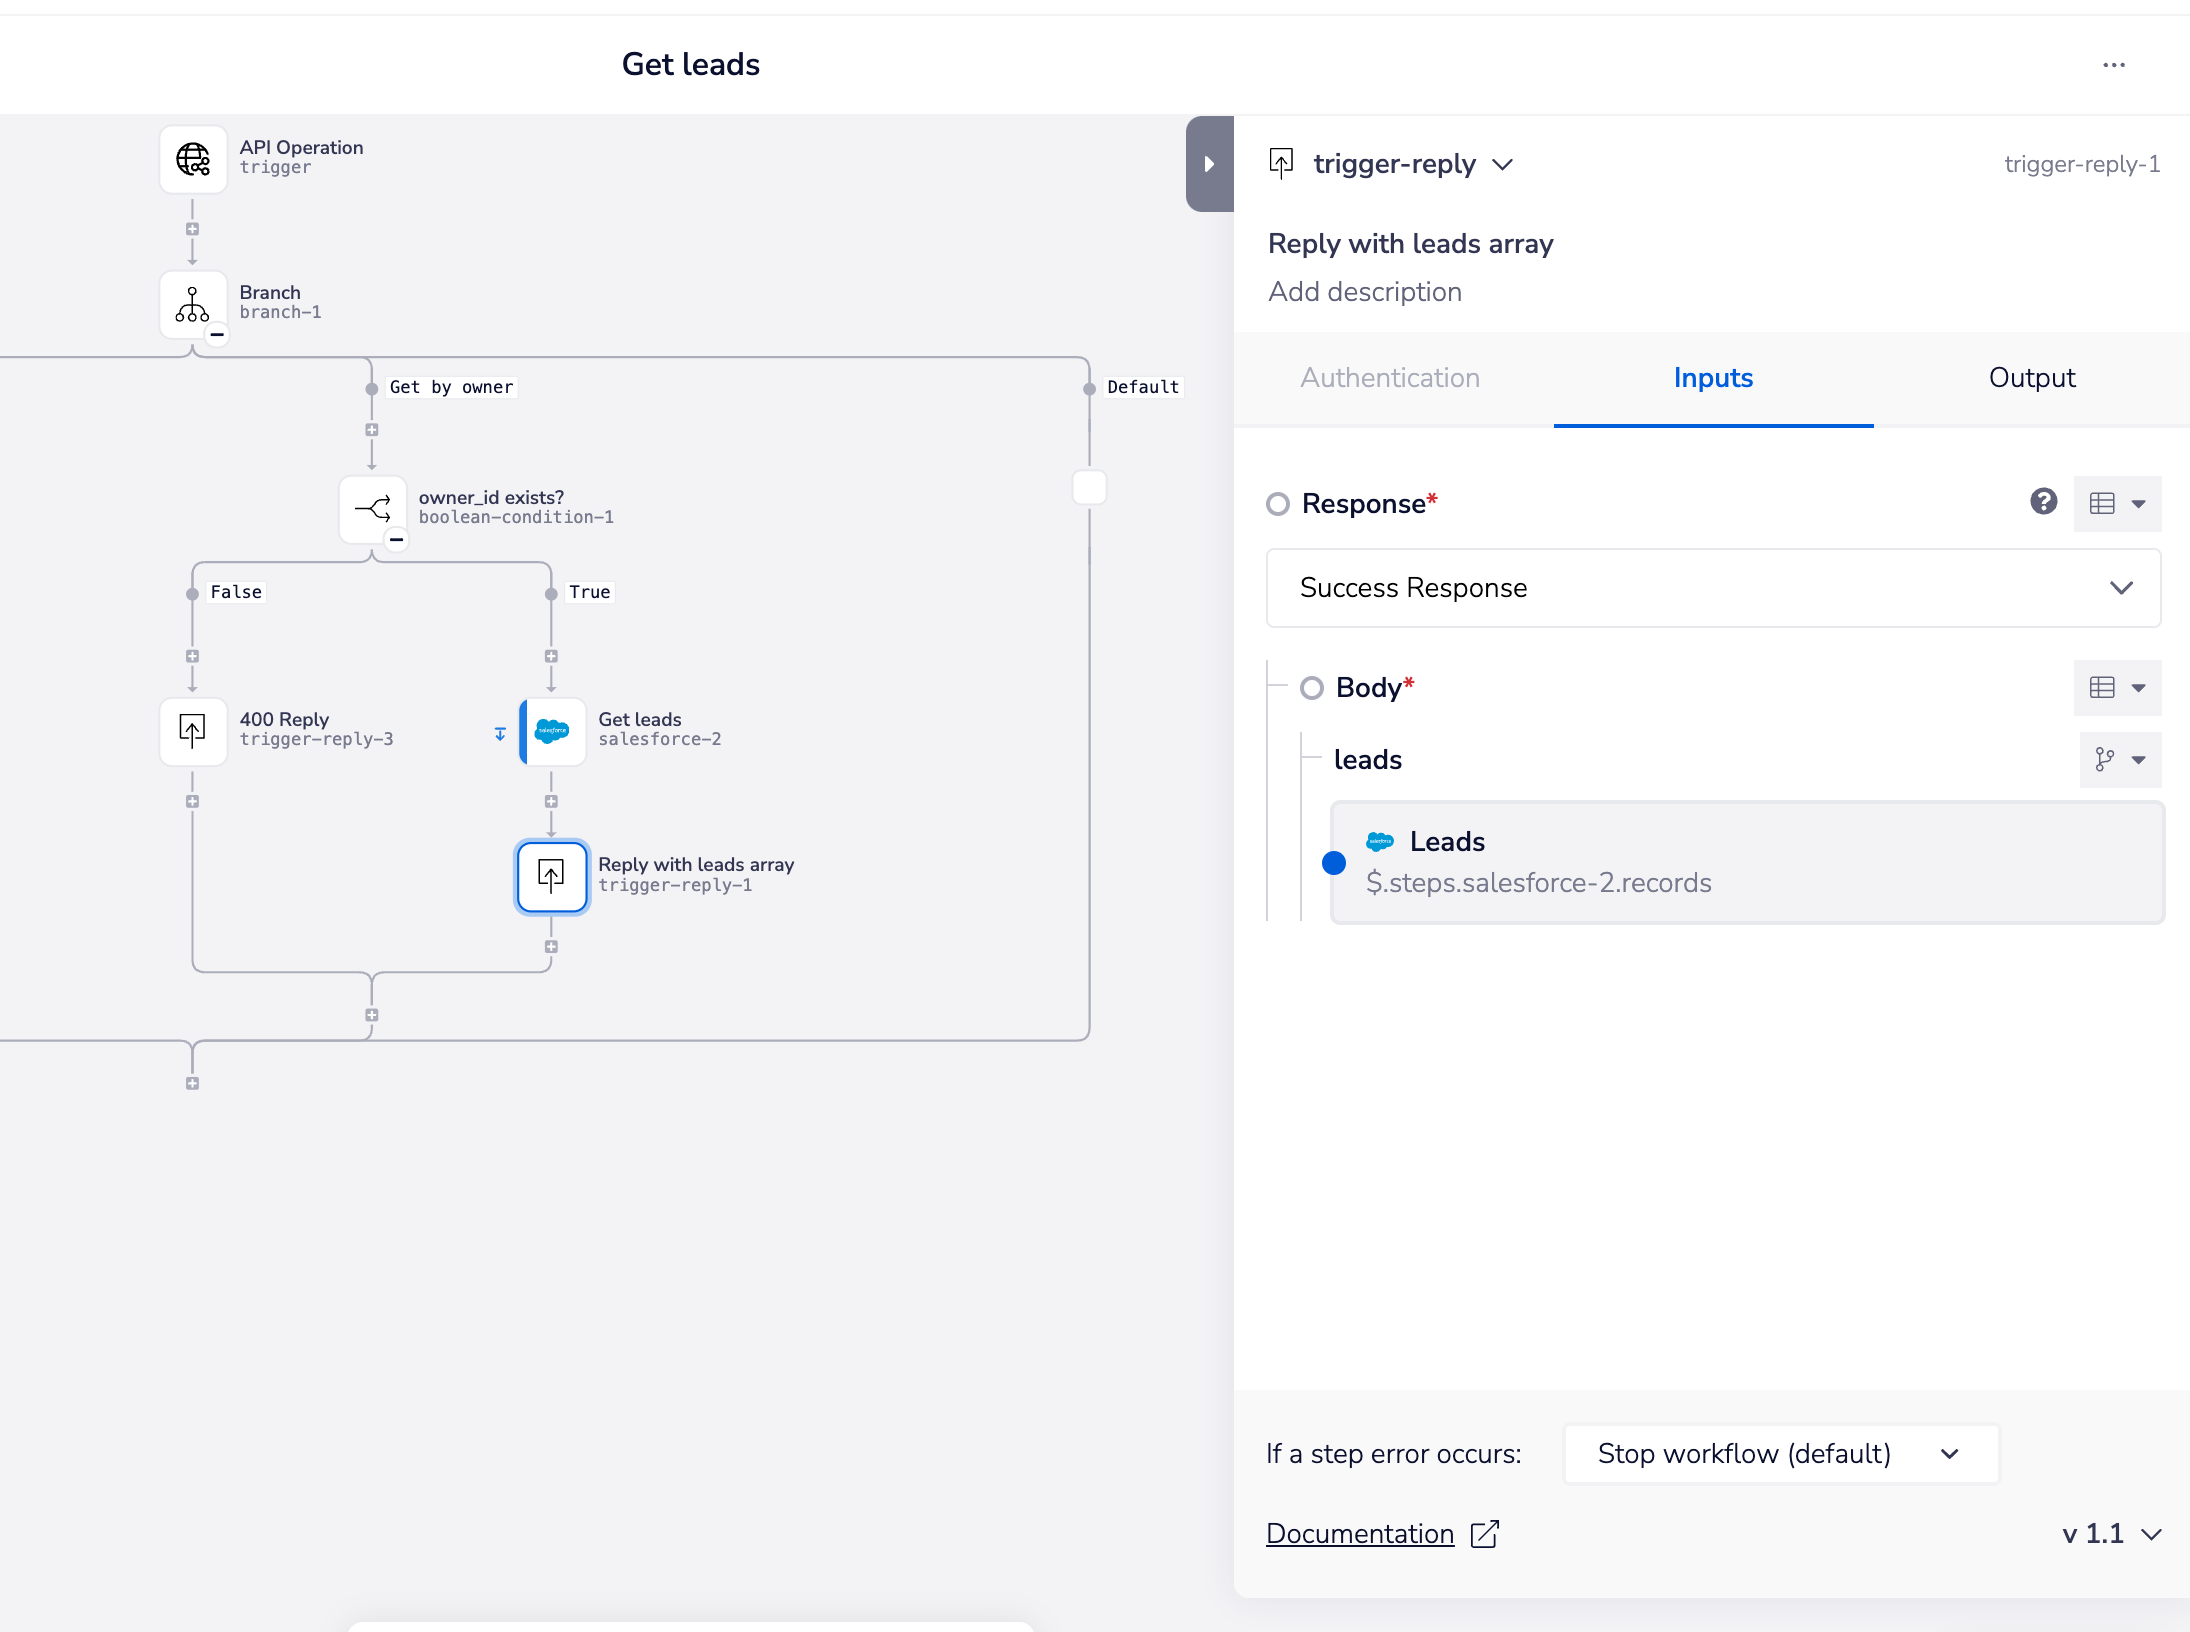 Get leads
API Operation
trigger
Branch
branch-1
Get by owner
Default
owner_id exists?
boolean-condition-1
False
True
400 Reply
trigger-reply-3
salesforce
Get leads
salesforce-2
Reply with leads array
trigger-reply-1
trigger-reply
trigger-reply-1
Reply with leads array
Add description
Authentication
Inputs
Output
Response*
Success Response
Body*
leads
salesforce
Leads
$.steps.salesforce-2.records
If a step error occurs:
Stop workflow (default)
Documentation
v 1.1